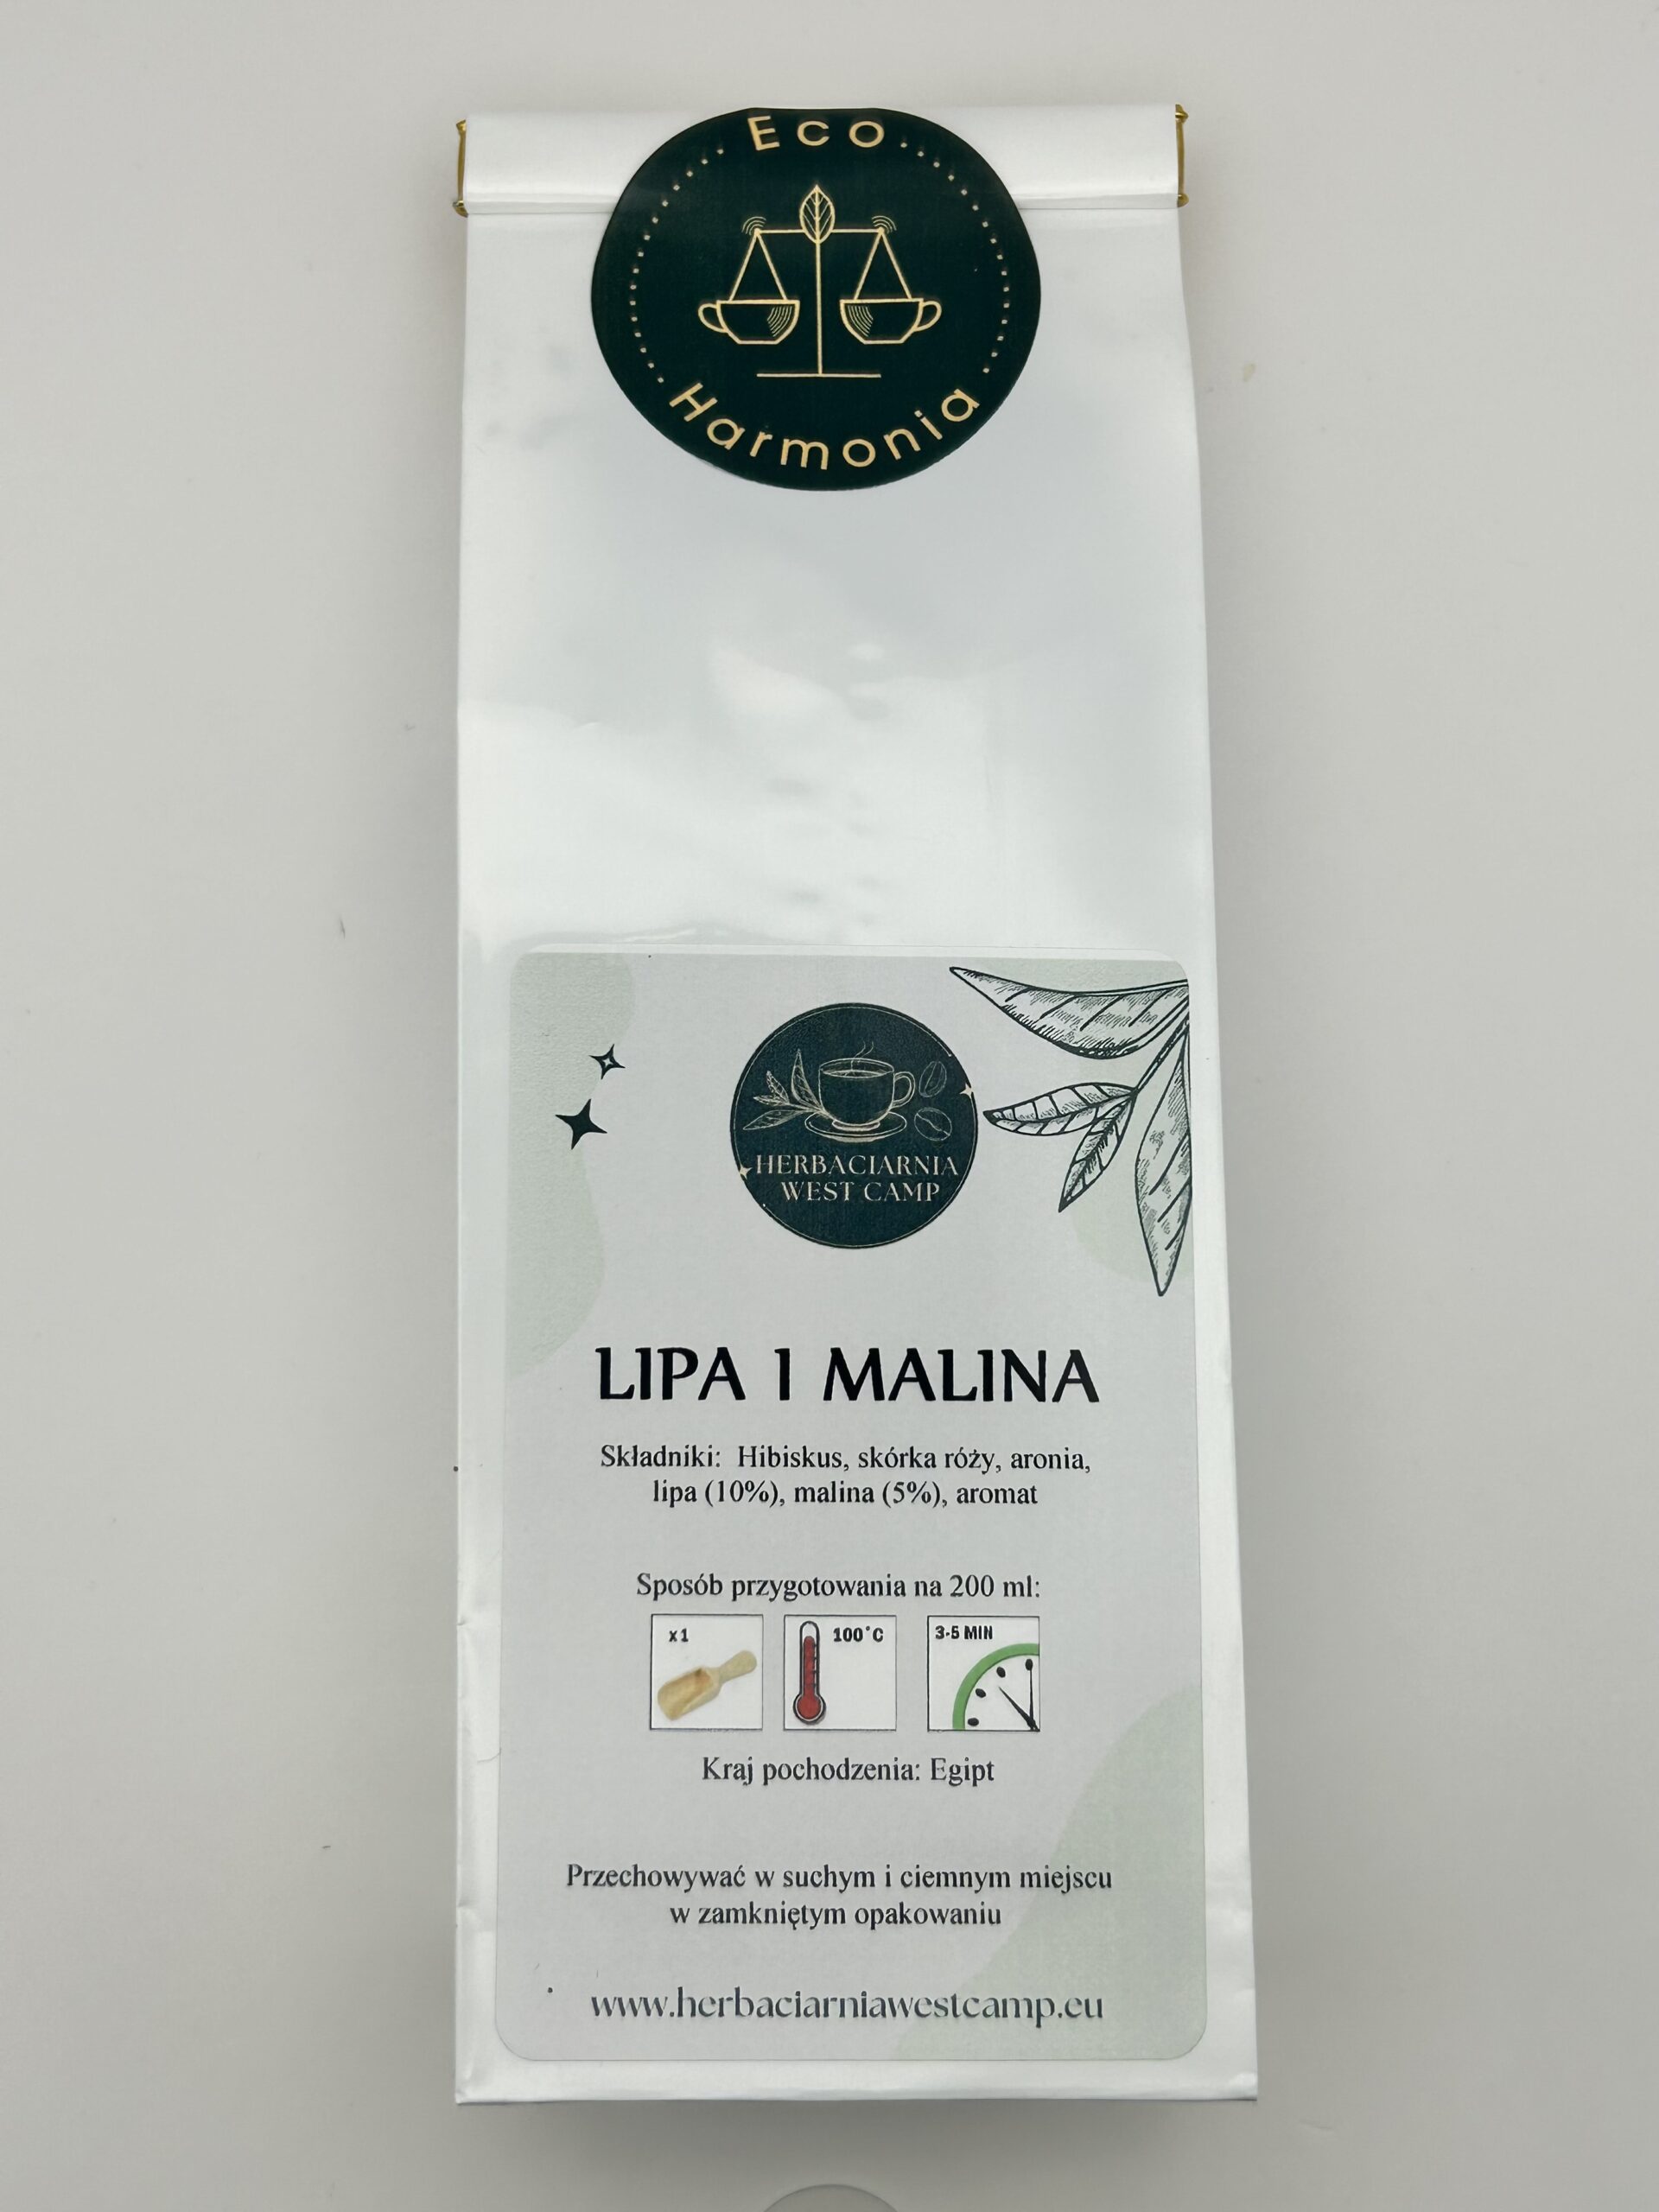 Eco
Harmonia
HERBACIARNIA
WEST CAMP
LIPA I MALINA
Składniki: Hibiskus, skórka róży, aronia,
lipa (10%), malina (5%), aromat
Sposób przygotowania na 200 ml:
x1
100°C
3-5 MIN
Kraj pochodzenia: Egipt
Przechowywać w suchym i ciemnym miejscu
w zamkniętym opakowaniu
www.herbaciarniawestcamp.eu